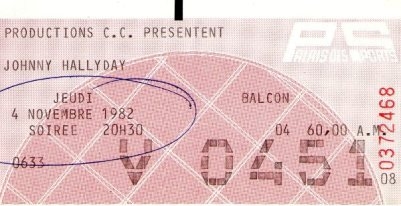 PRODUCTIONS C.C. PRESENTENT
PS
PALAIS DES SPORTS
JOHNNY HALLYDAY
JEUDI
BALCON
4 NOVEMBRE 1982
SOIREE 20H30
04 60,00 A.M.
0633
V 0451
08
0372468